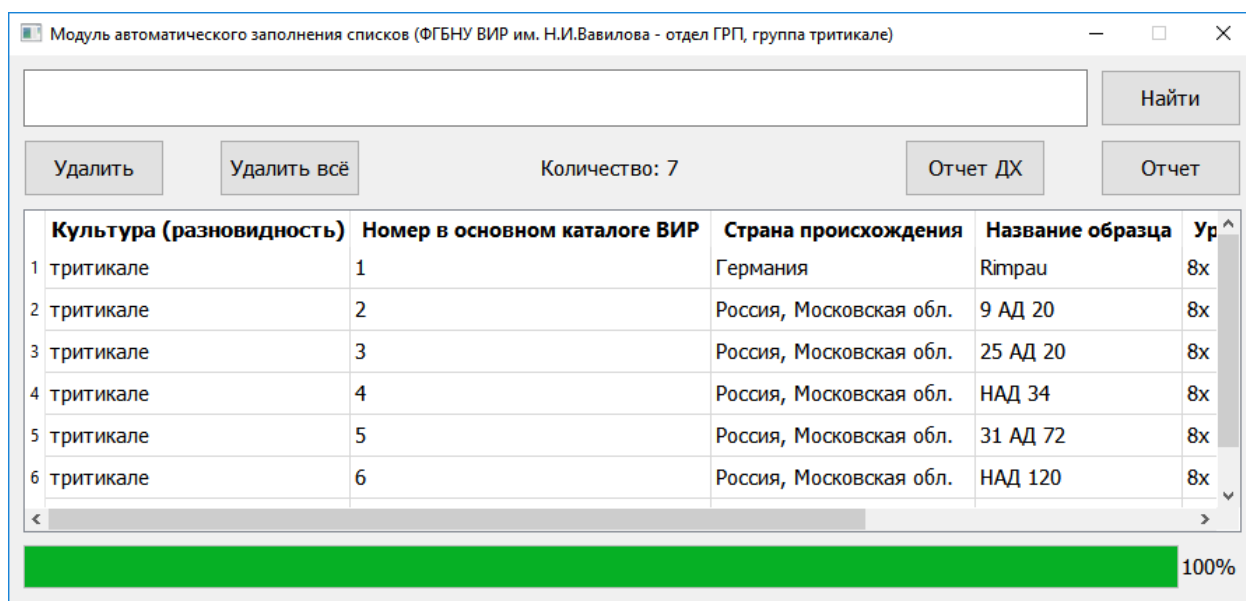 Модуль автоматического заполнения списков (ФГБНУ ВИР им. Н.И.Вавилова - отдел ГРП, группа тритикале)
Найти
Удалить Удалить всё Количество: 7 Отчет ДХ Отчет
Культура (разновидность) Номер в основном каталоге ВИР Страна происхождения Название образца Ур
1 тритикале 1 Германия Rimpau 8x
2 тритикале 2 Россия, Московская обл. 9 АД 20 8x
3 тритикале 3 Россия, Московская обл. 25 АД 20 8x
4 тритикале 4 Россия, Московская обл. НАД 34 8x
5 тритикале 5 Россия, Московская обл. 31 АД 72 8x
6 тритикале 6 Россия, Московская обл. НАД 120 8x
100%